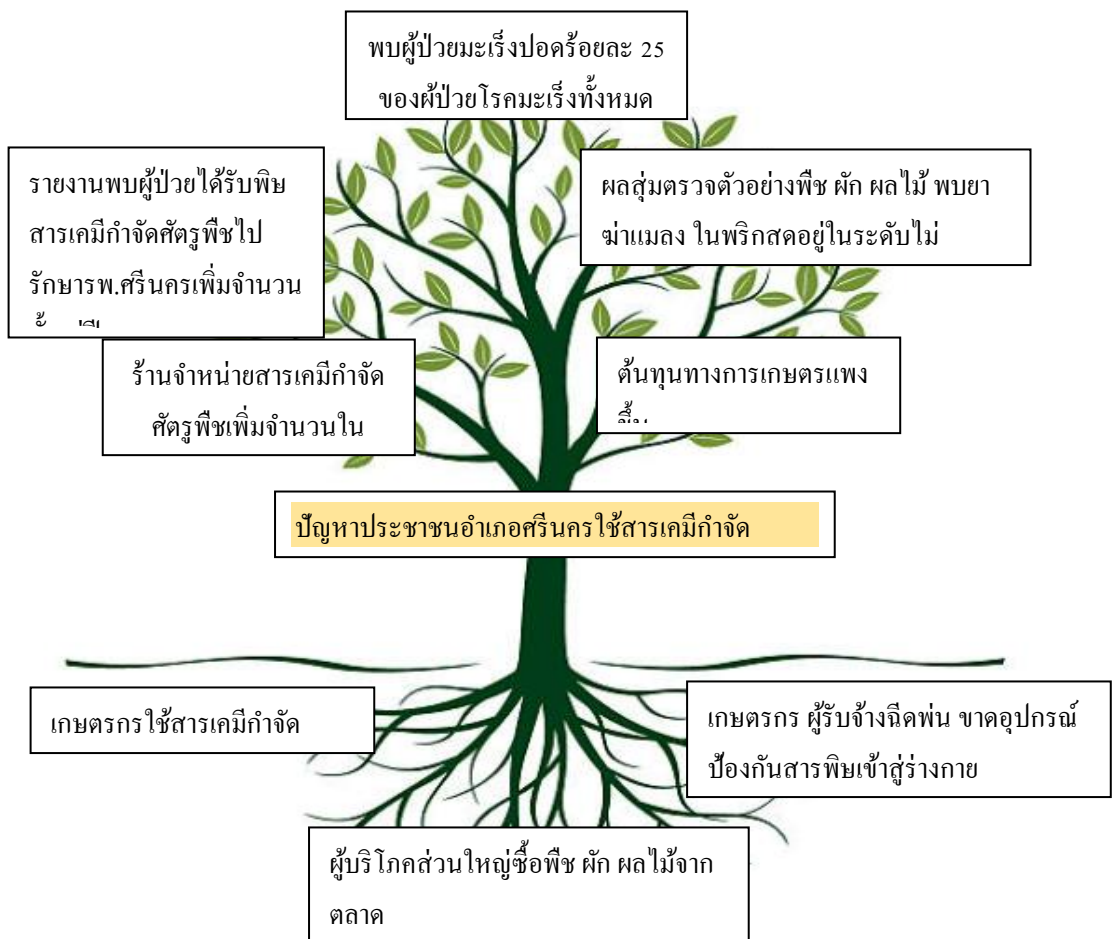 พบผู้ป่วยมะเร็งปอดร้อยละ 25
ของผู้ป่วยโรคมะเร็งทั้งหมด
รายงานพบผู้ป่วยได้รับพิษ
สารเคมีกำจัดศัตรูพืชไป
รักษารพ.ศรีนครเพิ่มจำนวน
ผลสุ่มตรวจตัวอย่างพืช ผัก ผลไม้ พบยา
ฆ่าแมลง ในพริกสดอยู่ในระดับไม่
ร้านจำหน่ายสารเคมีกำจัด
ศัตรูพืชเพิ่มจำนวนใน
ต้นทุนทางการเกษตรแพง
ขึ้น
ปัญหาประชาชนอำเภอศรีนครใช้สารเคมีกำจัด
เกษตรกรใช้สารเคมีกำจัด
เกษตรกร ผู้รับจ้างฉีดพ่น ขาดอุปกรณ์
ป้องกันสารพิษเข้าสู่ร่างกาย
ผู้บริโภคส่วนใหญ่ซื้อพืช ผัก ผลไม้จาก
ตลาด